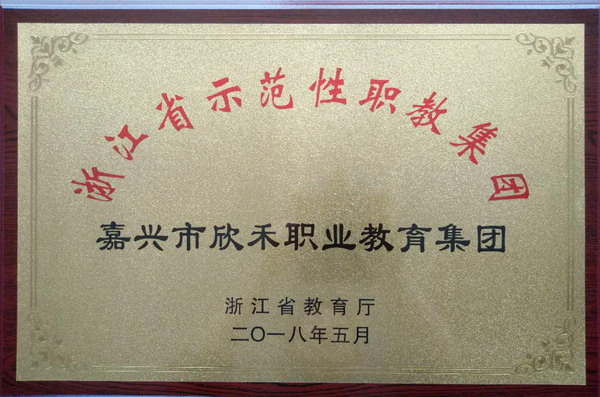 浙江省示范性职教集团
嘉兴市欣禾职业教育集团
浙江省教育厅
二〇一八年五月